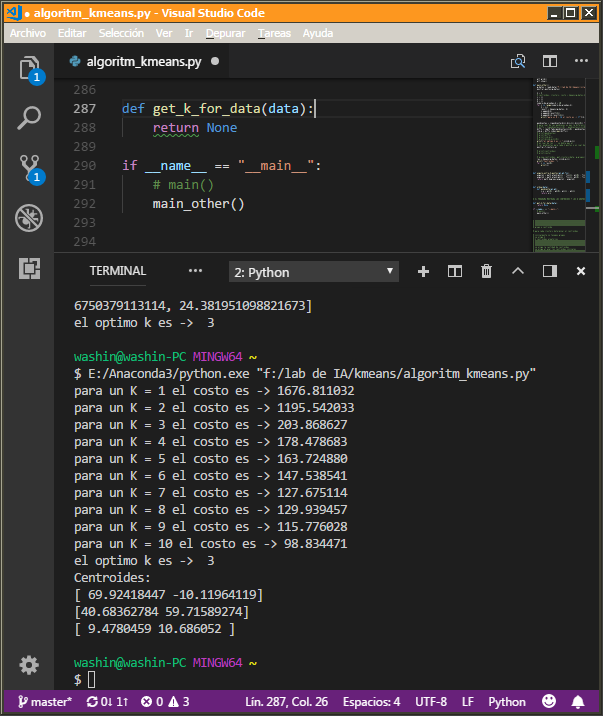 algoritm_kmeans.py - Visual Studio Code
Archivo Editar Selección Ver Ir Depurar Tareas Ayuda
1
algoritm_kmeans.py
286
287 def get_k_for_data(data):
288 return None
289
290 if __name__ == "__main__":
291 # main()
292 main_other()
293
294
1
TERMINAL ··· 2: Python
6750379113114, 24.381951098821673]
el optimo k es -> 3
washin@washin-PC MINGW64 ~
$ E:/Anaconda3/python.exe "f:/lab de IA/kmeans/algoritm_kmeans.py"
para un K = 1 el costo es -> 1676.811032
para un K = 2 el costo es -> 1195.542033
para un K = 3 el costo es -> 203.868627
para un K = 4 el costo es -> 178.478683
para un K = 5 el costo es -> 163.724880
para un K = 6 el costo es -> 147.538541
para un K = 7 el costo es -> 127.675114
para un K = 8 el costo es -> 129.939457
para un K = 9 el costo es -> 115.776028
para un K = 10 el costo es -> 98.834471
el optimo k es -> 3
Centroides:
[ 69.92418447 -10.11964119]
[40.68362784 59.71589274]
[ 9.4780459 10.686052 ]
washin@washin-PC MINGW64 ~
$
master* 0↓ 1↑ 0 3 Lín. 287, Col. 26 Espacios: 4 UTF-8 LF Python